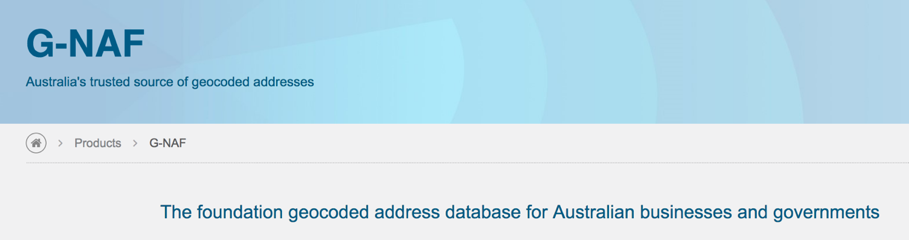 G-NAF
Australia's trusted source of geocoded addresses
Products > G-NAF
The foundation geocoded address database for Australian businesses and governments